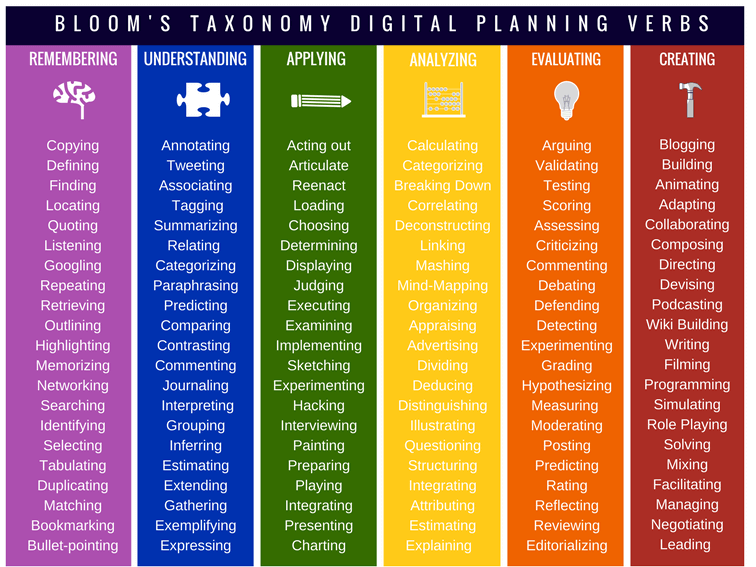 BLOOM'S TAXONOMY DIGITAL PLANNING VERBS
REMEMBERING
Copying
Defining
Finding
Locating
Quoting
Listening
Googling
Repeating
Retrieving
Outlining
Highlighting
Memorizing
Networking
Searching
Identifying
Selecting
Tabulating
Duplicating
Matching
Bookmarking
Bullet-pointing
UNDERSTANDING
Annotating
Tweeting
Associating
Tagging
Summarizing
Relating
Categorizing
Paraphrasing
Predicting
Comparing
Contrasting
Commenting
Journaling
Interpreting
Grouping
Inferring
Estimating
Extending
Gathering
Exemplifying
Expressing
APPLYING
Acting out
Articulate
Reenact
Loading
Choosing
Determining
Displaying
Judging
Executing
Examining
Implementing
Sketching
Experimenting
Hacking
Interviewing
Painting
Preparing
Playing
Integrating
Presenting
Charting
ANALYZING
Calculating
Categorizing
Breaking Down
Correlating
Deconstructing
Linking
Mashing
Mind-Mapping
Organizing
Appraising
Advertising
Dividing
Deducing
Distinguishing
Illustrating
Questioning
Structuring
Integrating
Attributing
Estimating
Explaining
EVALUATING
Arguing
Validating
Testing
Scoring
Assessing
Criticizing
Commenting
Debating
Defending
Detecting
Experimenting
Grading
Hypothesizing
Measuring
Moderating
Posting
Predicting
Rating
Reflecting
Reviewing
Editorializing
CREATING
Blogging
Building
Animating
Adapting
Collaborating
Composing
Directing
Devising
Podcasting
Wiki Building
Writing
Filming
Programming
Simulating
Role Playing
Solving
Mixing
Facilitating
Managing
Negotiating
Leading